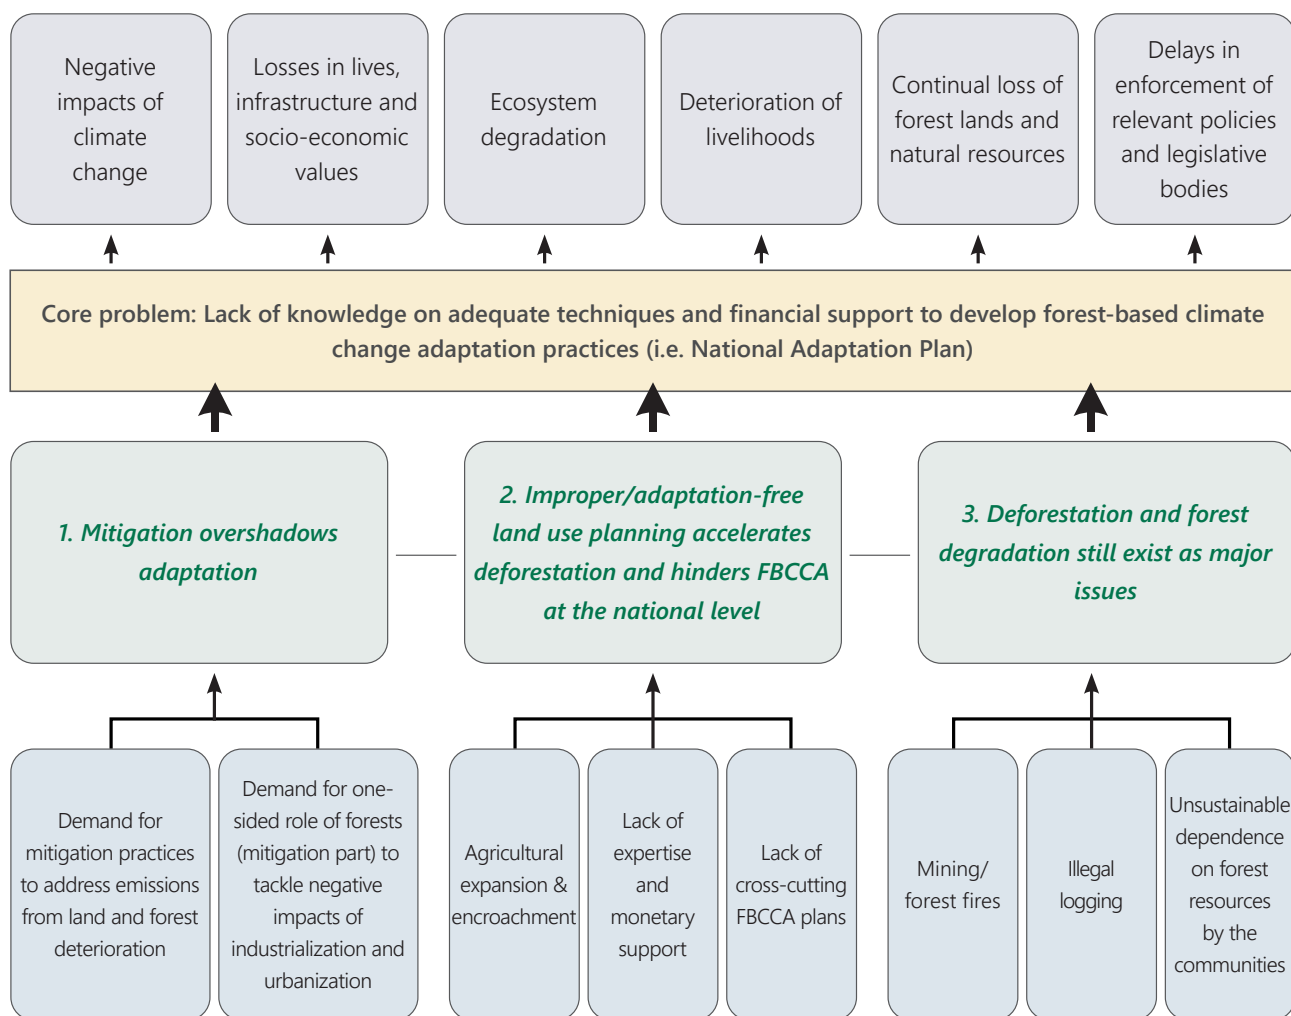 Negative
impacts of
climate
change
Losses in lives,
infrastructure and
socio-economic
values
Ecosystem
degradation
Deterioration of
livelihoods
Continual loss of
forest lands and
natural resources
Delays in
enforcement of
relevant policies
and legislative
bodies
Core problem: Lack of knowledge on adequate techniques and financial support to develop forest-based climate
change adaptation practices (i.e. National Adaptation Plan)
1. Mitigation overshadows
adaptation
2. Improper/adaptation-free
land use planning accelerates
deforestation and hinders FBCCA
at the national level
3. Deforestation and forest
degradation still exist as major
issues
Demand for
mitigation practices
to address emissions
from land and forest
deterioration
Demand for one-
sided role of forests
(mitigation part) to
tackle negative
impacts of
industrialization and
urbanization
Agricultural
expansion &
encroachment
Lack of
expertise
and
monetary
support
Lack of
cross-cutting
FBCCA plans
Mining/
forest fires
Illegal
logging
Unsustainable
dependence
on forest
resources
by the
communities